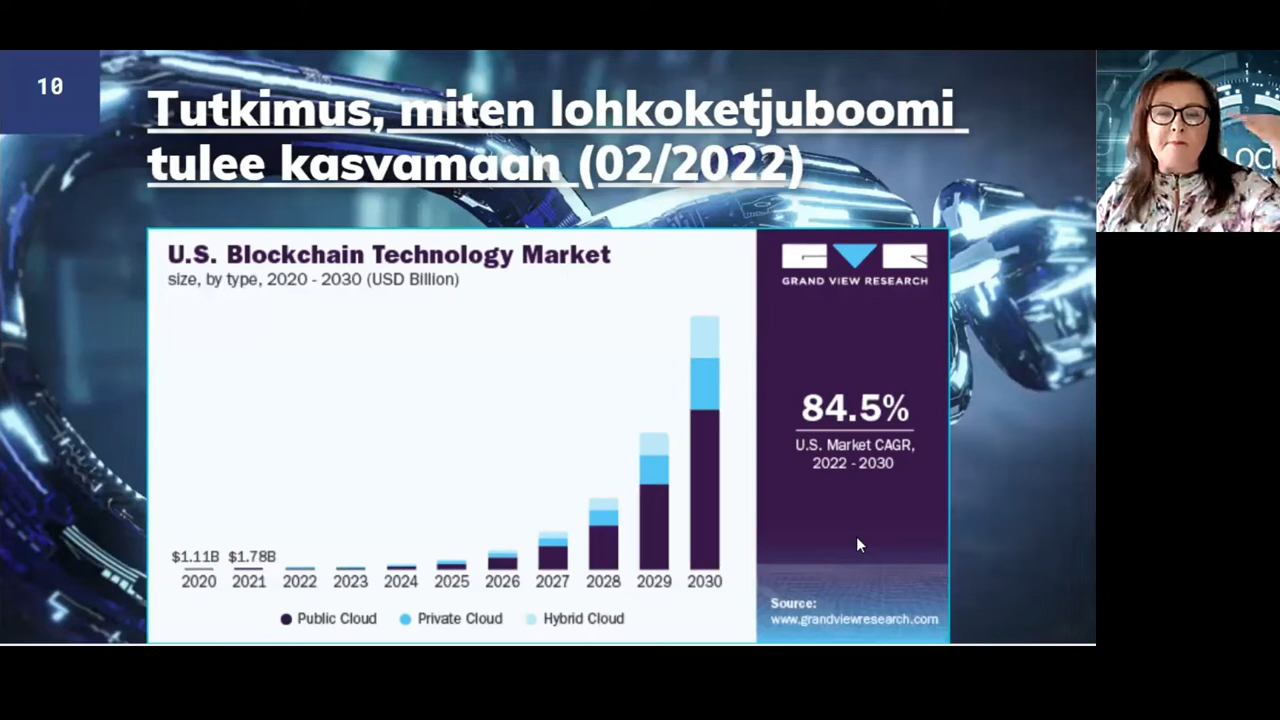 10
Tutkimus, miten lohkoketjuboomi
tulee kasvamaan (02/2022)
U.S. Blockchain Technology Market
size, by type, 2020 - 2030 (USD Billion)
GRAND VIEW RESEARCH
84.5%
U.S. Market CAGR,
2022 - 2030
$1.11B $1.78B
2020 2021 2022 2023 2024 2025 2026 2027 2028 2029 2030
Public Cloud Private Cloud Hybrid Cloud
Source:
www.grandviewresearch.com